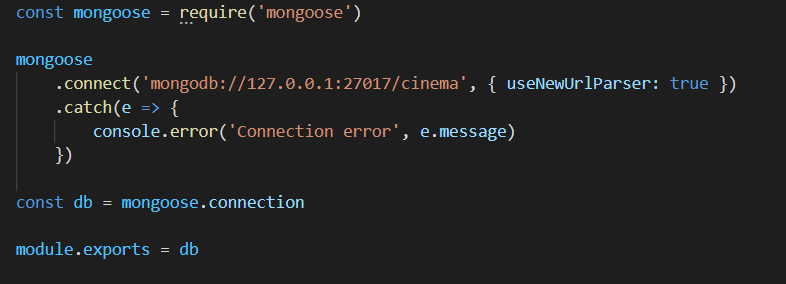 const mongoose = require('mongoose')
mongoose
.connect('mongodb://127.0.0.1:27017/cinema', { useNewUrlParser: true })
.catch(e => {
console.error('Connection error', e.message)
})
const db = mongoose.connection
module.exports = db